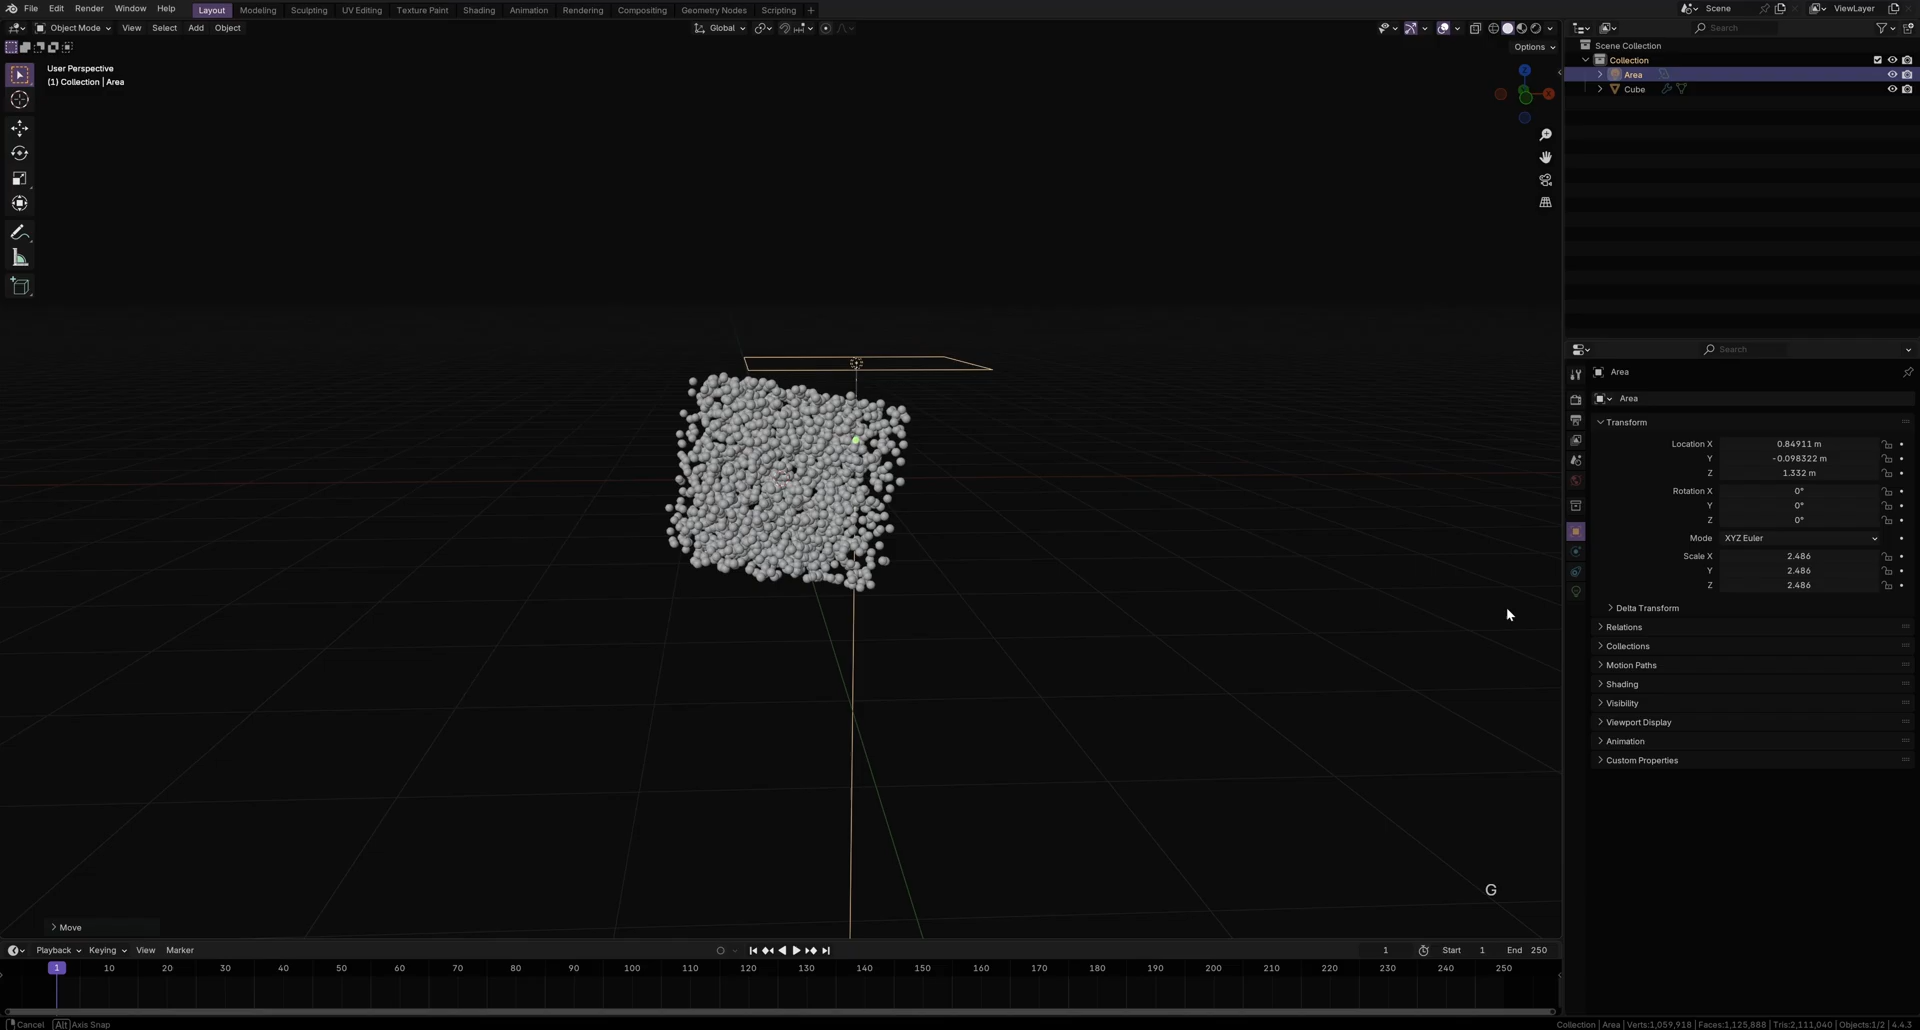 File Edit Render Window Help Layout Modeling Sculpting UV Editing Texture Paint Shading Animation Rendering Compositing Geometry Nodes Scripting + Scene ViewLayer
Object Mode View Select Add Object Global Search
Options
Scene Collection
Collection
Area
Cube
User Perspective
(1) Collection | Area
Z
X
Search
Area
Area
Transform
Location X 0.84911 m
Y -0.098322 m
Z 1.332 m
Rotation X 0°
Y 0°
Z 0°
Mode XYZ Euler
Scale X 2.486
Y 2.486
Z 2.486
Delta Transform
Relations
Collections
Motion Paths
Shading
Visibility
Viewport Display
Animation
Custom Properties
G
Move
Playback Keying View Marker 1 Start 1 End 250
1 10 20 30 40 50 60 70 80 90 100 110 120 130 140 150 160 170 180 190 200 210 220 230 240 250
Cancel Alt Axis Snap Collection | Area | Verts:1,059,918 | Faces:1,125,888 | Tris:2,111,040 | Objects:1/2 | 4.4.3